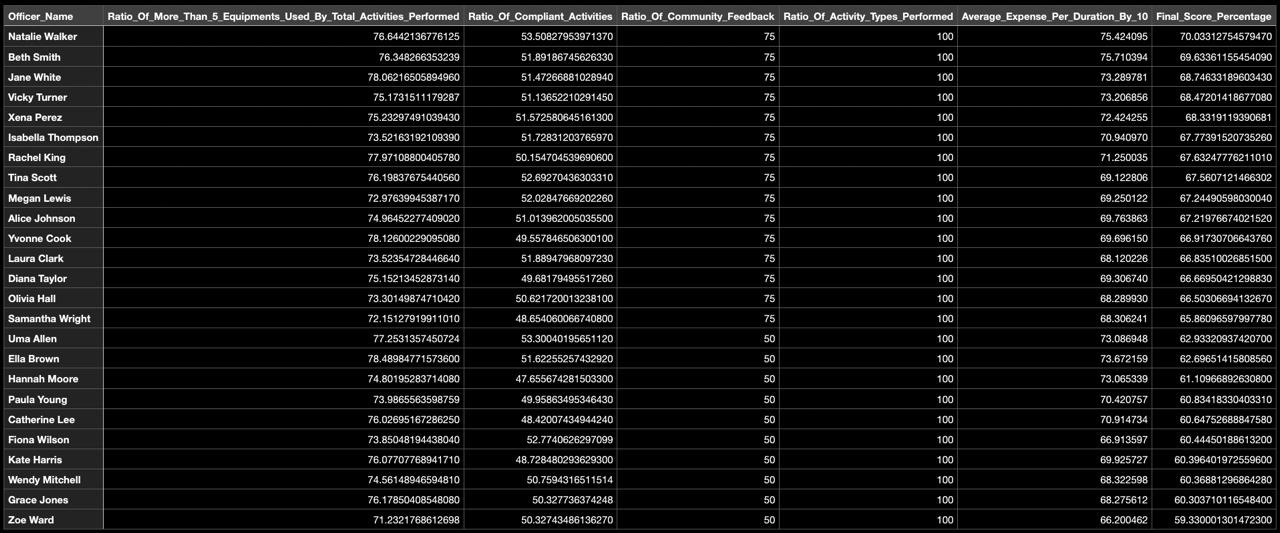 Officer_Name Ratio_Of_More_Than_5_Equipments_Used_By_Total_Activities_Performed Ratio_Of_Compliant_Activities Ratio_Of_Community_Feedback Ratio_Of_Activity_Types_Performed Average_Expense_Per_Duration_By_10 Final_Score_Percentage
Natalie Walker 76.6442136776125 53.50827953971370 75 100 75.424095 70.03312754579470
Beth Smith 76.348266353239 51.89186745626330 75 100 75.710394 69.63361155454090
Jane White 78.06216505894960 51.47266881028940 75 100 73.289781 68.74633189603430
Vicky Turner 75.1731511179287 51.13652210291450 75 100 73.206856 68.47201418677080
Xena Perez 75.23297491039430 51.572580645161300 75 100 72.424255 68.3319119390681
Isabella Thompson 73.52163192109390 51.72831203765970 75 100 70.940970 67.77391520735260
Rachel King 77.97108800405780 50.154704539690600 75 100 71.250035 67.63247776211010
Tina Scott 76.19837675440560 52.69270436303310 75 100 69.122806 67.5607121466302
Megan Lewis 72.97639945387170 52.02847669202260 75 100 69.250122 67.24490598030040
Alice Johnson 74.96452277409020 51.013962005035500 75 100 69.763863 67.21976674021520
Yvonne Cook 78.12600229095080 49.557846506300100 75 100 69.696150 66.91730706643760
Laura Clark 73.52354728446640 51.88947968097230 75 100 68.120226 66.83510026851500
Diana Taylor 75.15213452873140 49.68179495517260 75 100 69.306740 66.66950421298830
Olivia Hall 73.30149874710420 50.621720013238100 75 100 68.289930 66.50306694132670
Samantha Wright 72.15127919911010 48.654060066740800 75 100 68.306241 65.86096597997780
Uma Allen 77.2531357450724 53.30040195651120 50 100 73.086948 62.93320937420700
Ella Brown 78.48984771573600 51.62255257432920 50 100 73.672159 62.69651415808560
Hannah Moore 74.80195283714080 47.655674281503300 50 100 73.065339 61.10966892630800
Paula Young 73.9865563598759 49.95863495346430 50 100 70.420757 60.83418330403310
Catherine Lee 76.02695167286250 48.42007434944240 50 100 70.914734 60.64752688847580
Fiona Wilson 73.85048194438040 52.7740626297099 50 100 66.913597 60.44450188613200
Kate Harris 76.07707768941710 48.728480293629300 50 100 69.925727 60.396401972559600
Wendy Mitchell 74.56148946594810 50.7594316511514 50 100 68.322598 60.36881296864280
Grace Jones 76.17850408548080 50.327736374248 50 100 68.275612 60.303710116548400
Zoe Ward 71.2321768612698 50.32743486136270 50 100 66.200462 59.330001301472300